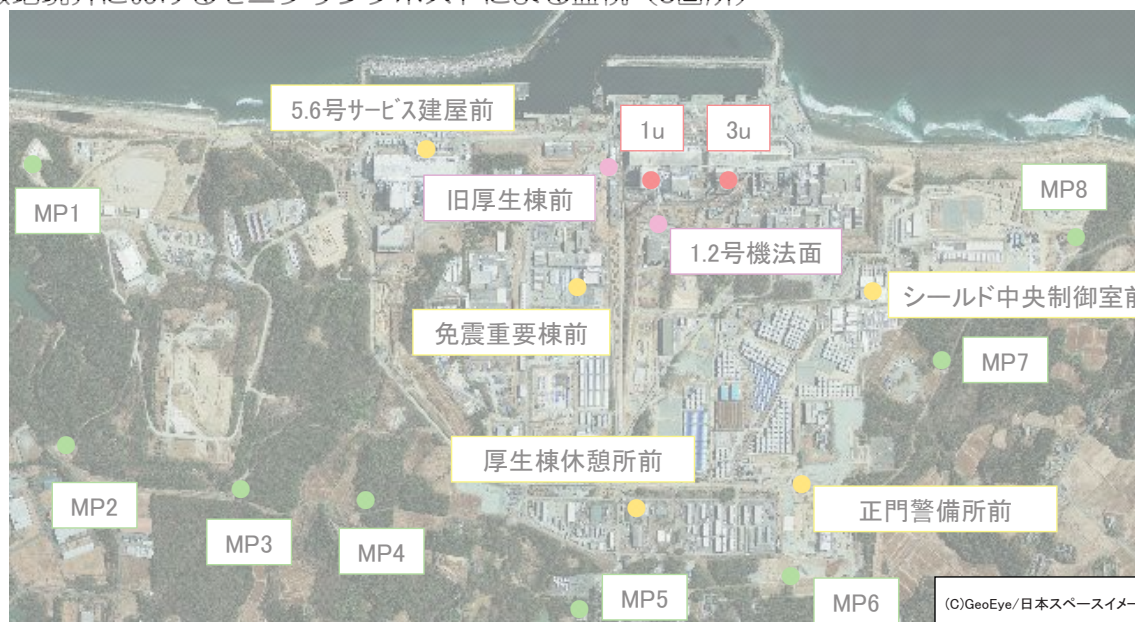 5.6号サービス建屋前
1u
3u
旧厚生棟前
MP1
MP8
1.2号機法面
シールド中央制御室前
免震重要棟前
MP7
厚生棟休憩所前
MP2
正門警備所前
MP3
MP4
MP5
MP6
(C)GeoEye/日本スペースイメー